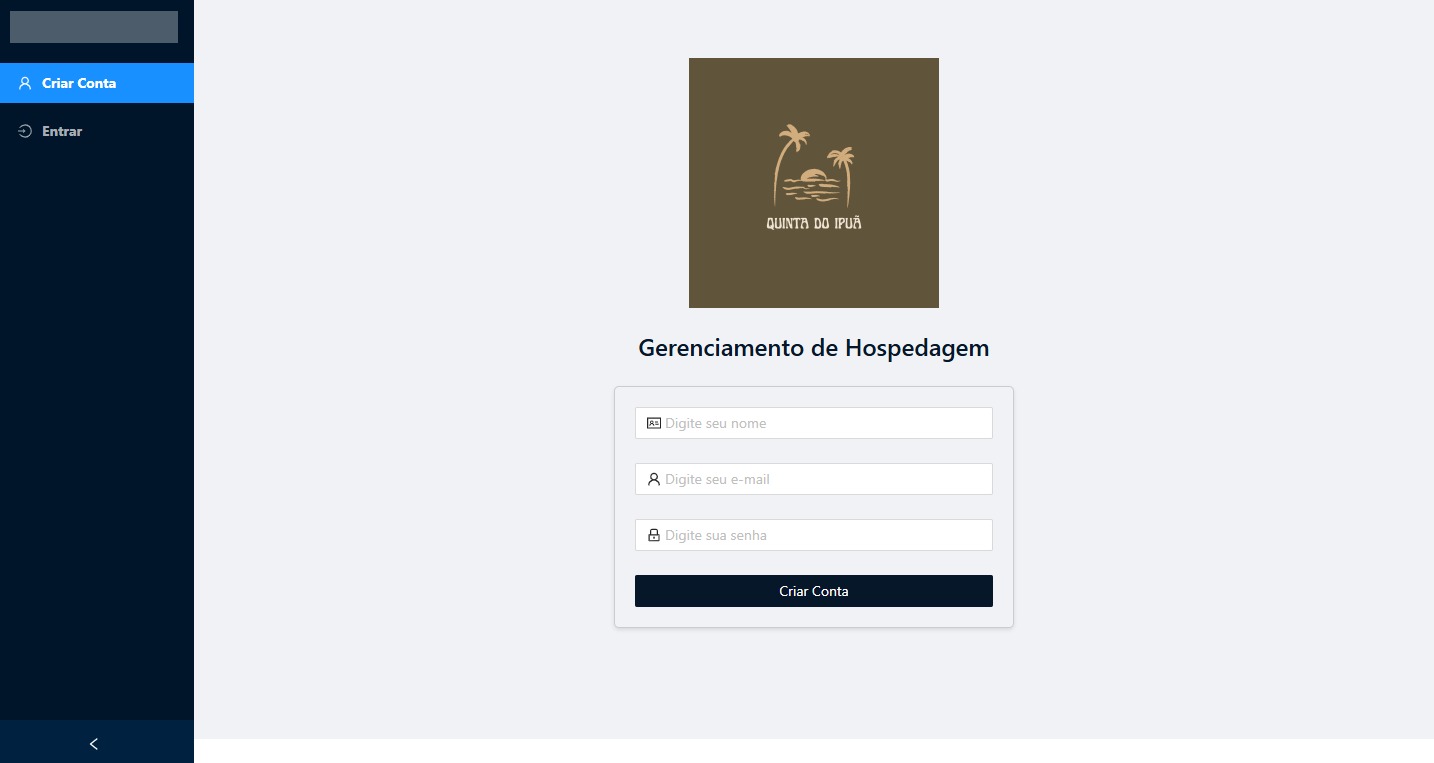 Criar Conta
Entrar
QUINTA DO IPUÃ
Gerenciamento de Hospedagem
Digite seu nome
Digite seu e-mail
Digite sua senha
Criar Conta